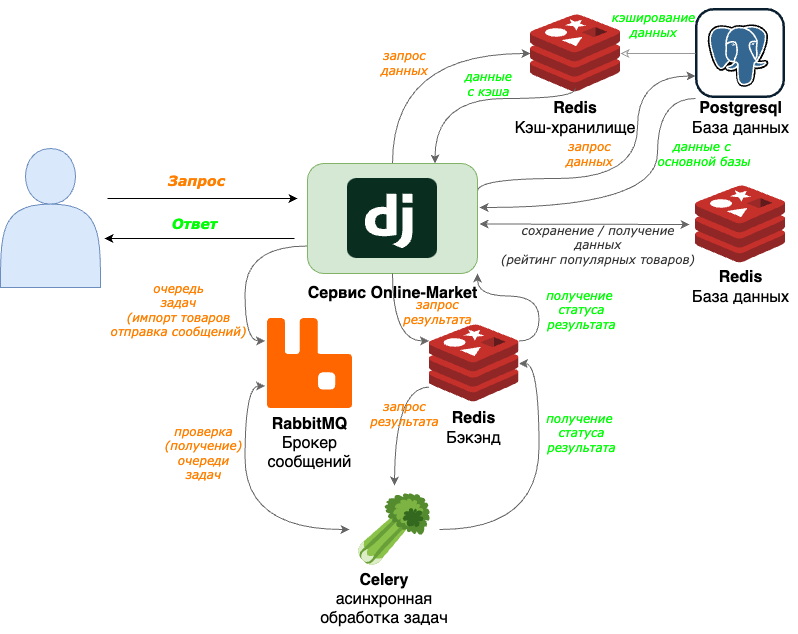 кэширование
данных
запрос
данных
данные
с кэша
Redis
Кэш-хранилище
Postgresql
База данных
запрос
данных
данные с
основной базы
Запрос
dj
Ответ
сохранение / получение
данных
(рейтинг популярных товаров)
Redis
База данных
Сервис Online-Market
очередь
задач
(импорт товаров
отправка сообщений)
запрос
результата
получение
статуса
результата
RabbitMQ
Брокер
сообщений
Redis
Бэкэнд
запрос
результата
проверка
(получение)
очереди
задач
получение
статуса
результата
Celery
асинхронная
обработка задач